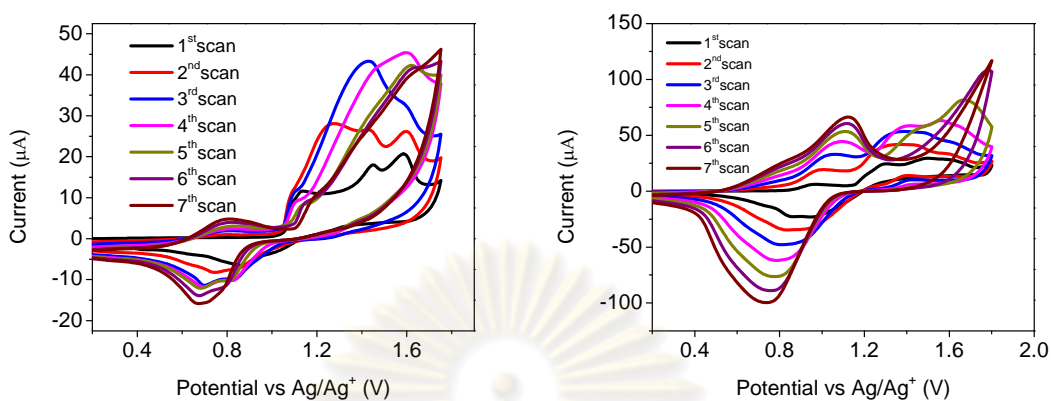 50
40
30
20
10
0
-10
-20
Current (μA)
1st scan
2nd scan
3rd scan
4th scan
5th scan
6th scan
7th scan
0.4 0.8 1.2 1.6
Potential vs Ag/Ag+ (V)
150
100
50
0
-50
-100
Current (μA)
1st scan
2nd scan
3rd scan
4th scan
5th scan
6th scan
7th scan
0.4 0.8 1.2 1.6 2.0
Potential vs Ag/Ag+ (V)